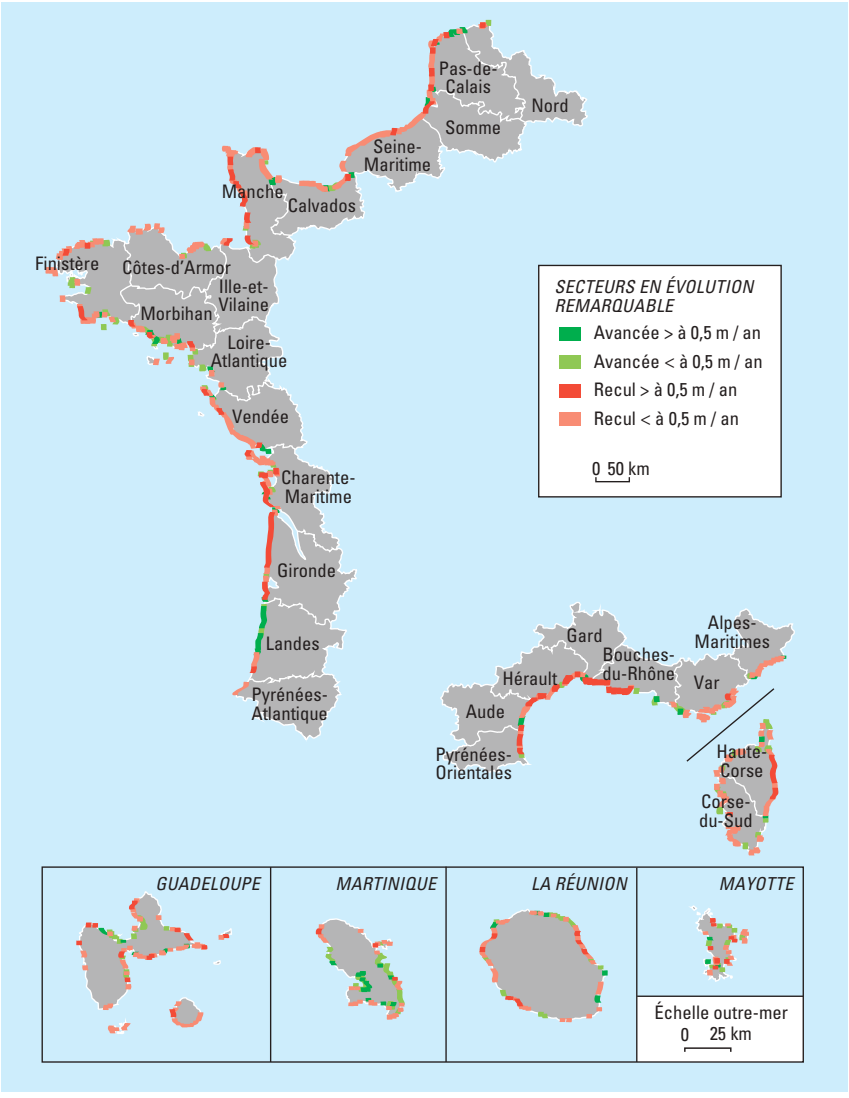 Pas-de-
Calais
Nord
Somme
Seine-
Maritime
Manche
Calvados
Finistère
Côtes-d'Armor
Ille-et-
Vilaine
Morbihan
Loire-
Atlantique
Vendée
Charente-
Maritime
Gironde
Landes
Pyrénées-
Atlantique
SECTEURS EN ÉVOLUTION
REMARQUABLE
Avancée > à 0,5 m / an
Avancée < à 0,5 m / an
Recul > à 0,5 m / an
Recul < à 0,5 m / an
0 50 km
Alpes-
Maritimes
Gard
Bouches-
du-Rhône
Var
Hérault
Aude
Pyrénées-
Orientales
Haute-
Corse
Corse-
du-Sud
GUADELOUPE
MARTINIQUE
LA RÉUNION
MAYOTTE
Échelle outre-mer
0 25 km